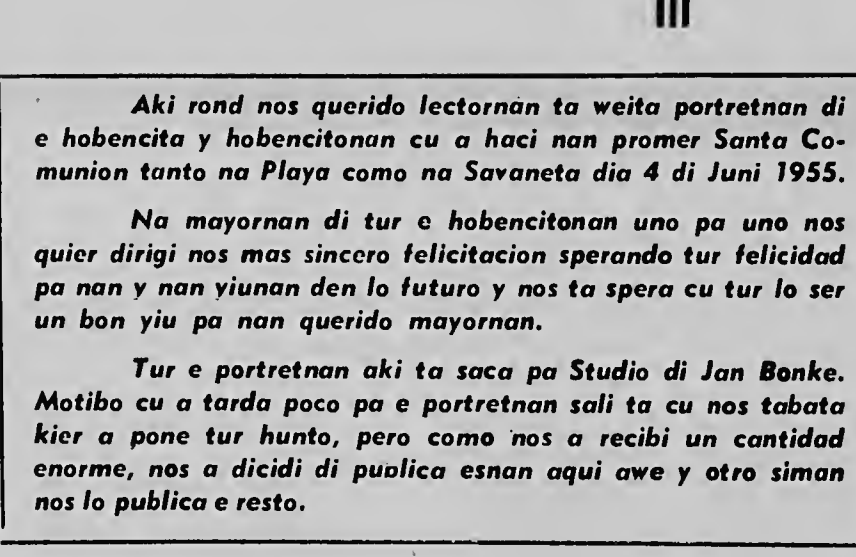 III
Aki rond nos querido lectornan ta weita portretnan di
e hobencita y hobencitonan cu a haci nan promer Santa Co-
munion tanto na Playa como na Savaneta dia 4 di Juni 1955.
Na mayornan di tur e hobencitonan uno pa uno nos
quier dirigi nos mas sincero felicitacion sperando tur felicidad
pa nan y nan yiunan den lo futuro y nos ta spera cu tur lo ser
un bon yiu pa nan querido mayornan.
Tur e portretnan aki ta saca pa Studio di Jan Bonke.
Motibo cu a tarda poco pa e portretnan sali ta cu nos tabata
kier a pone tur hunto, pero como nos a recibi un cantidad
enorme, nos a dicidi di publica esnan aqui awe y otro siman
nos lo publica e resto.